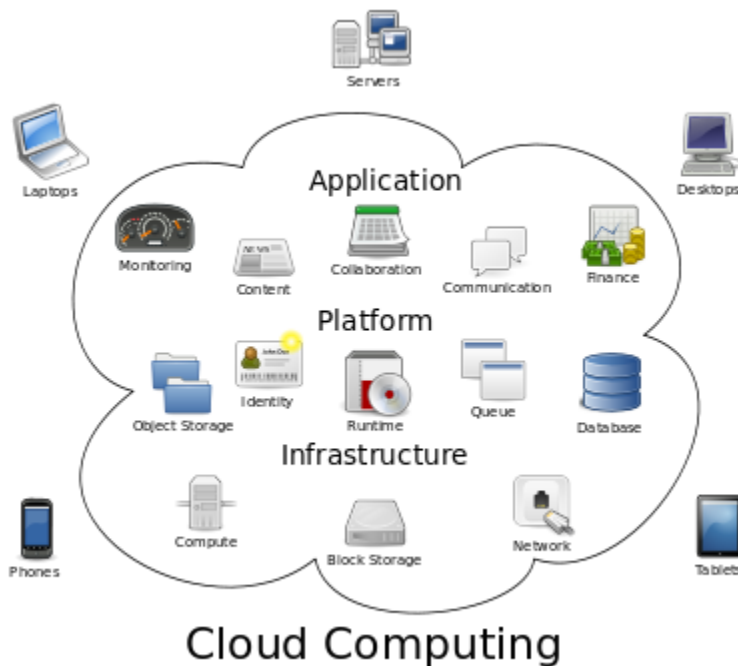 Servers
Laptops
Desktops
Application
Monitoring
Content
Collaboration
Communication
Finance
Platform
Object Storage
Identity
Runtime
Queue
Database
Infrastructure
Compute
Block Storage
Network
Phones
Tablets
Cloud Computing